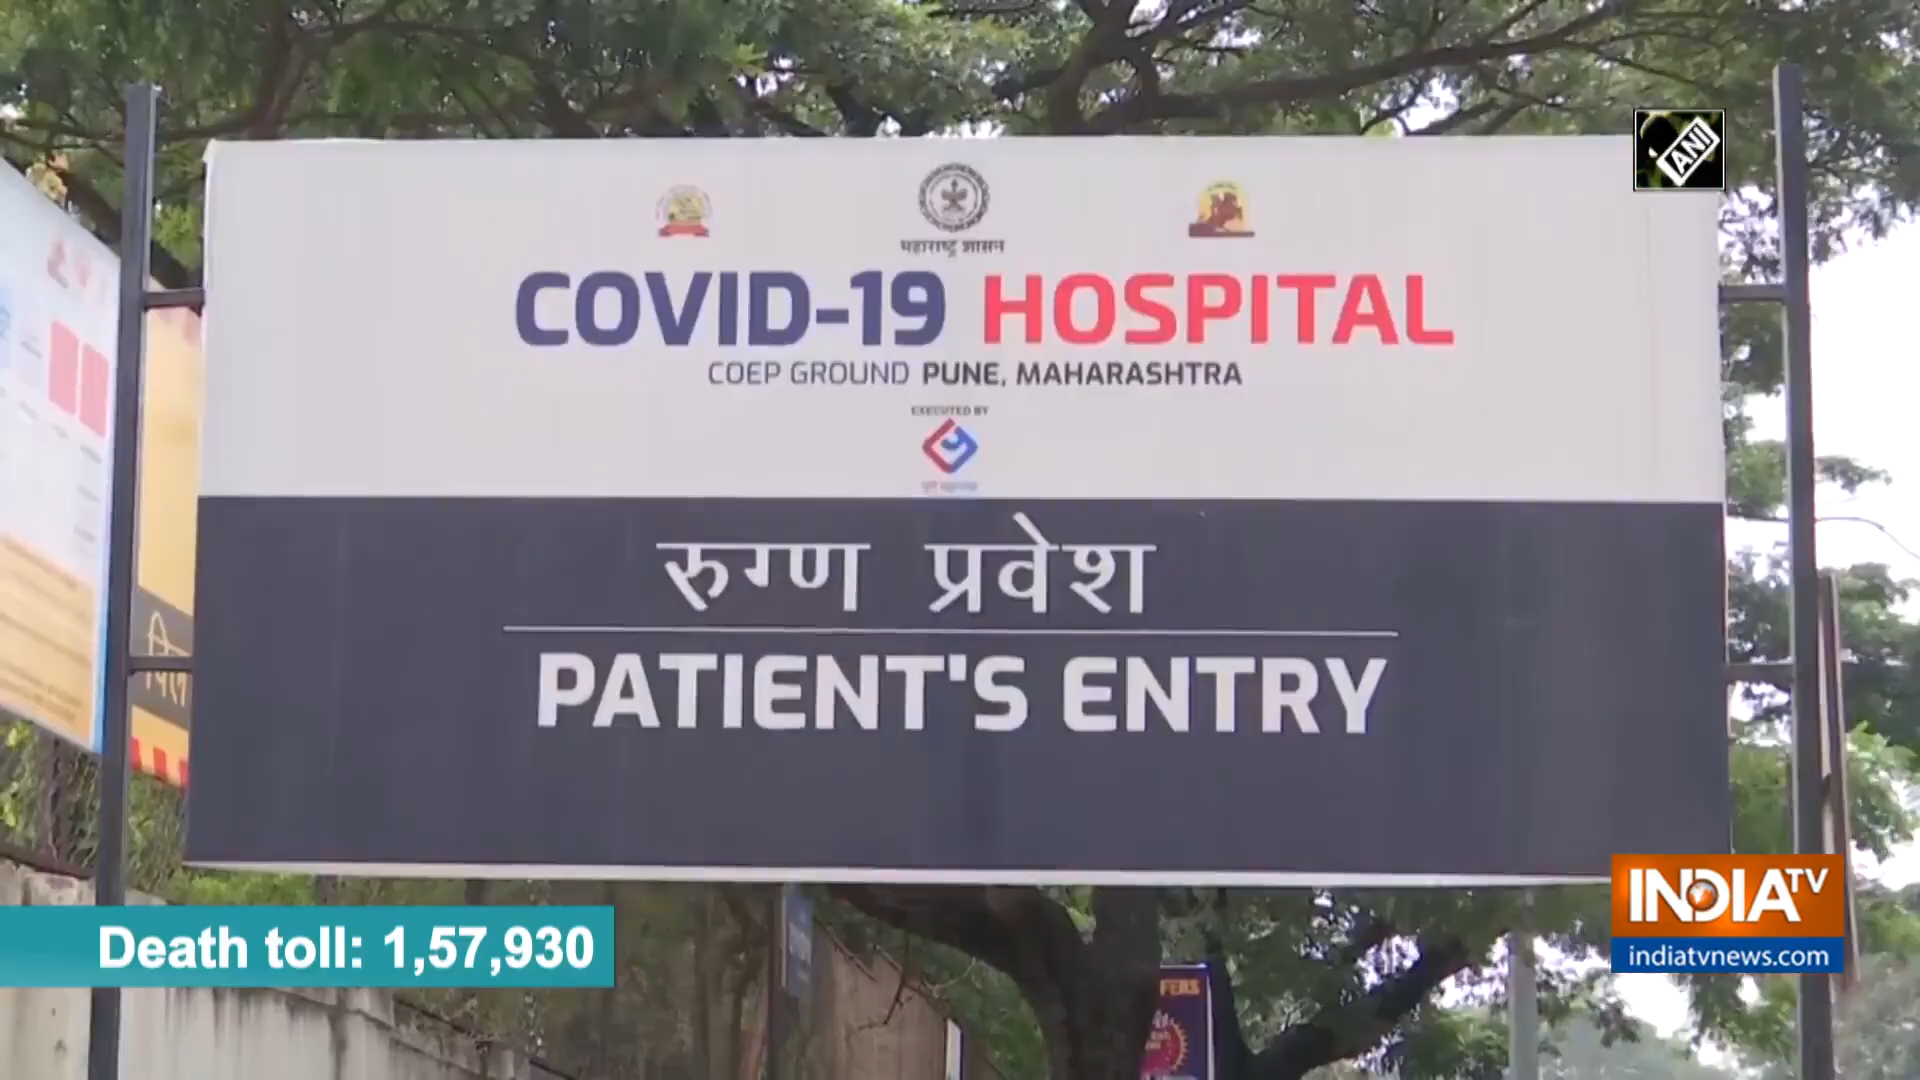 ANI
महाराष्ट्र शासन
COVID-19 HOSPITAL
COEP GROUND PUNE, MAHARASHTRA
EXECUTED BY
रुग्ण प्रवेश
PATIENT'S ENTRY
INDIA TV
indiatvnews.com
Death toll: 1,57,930
FERS